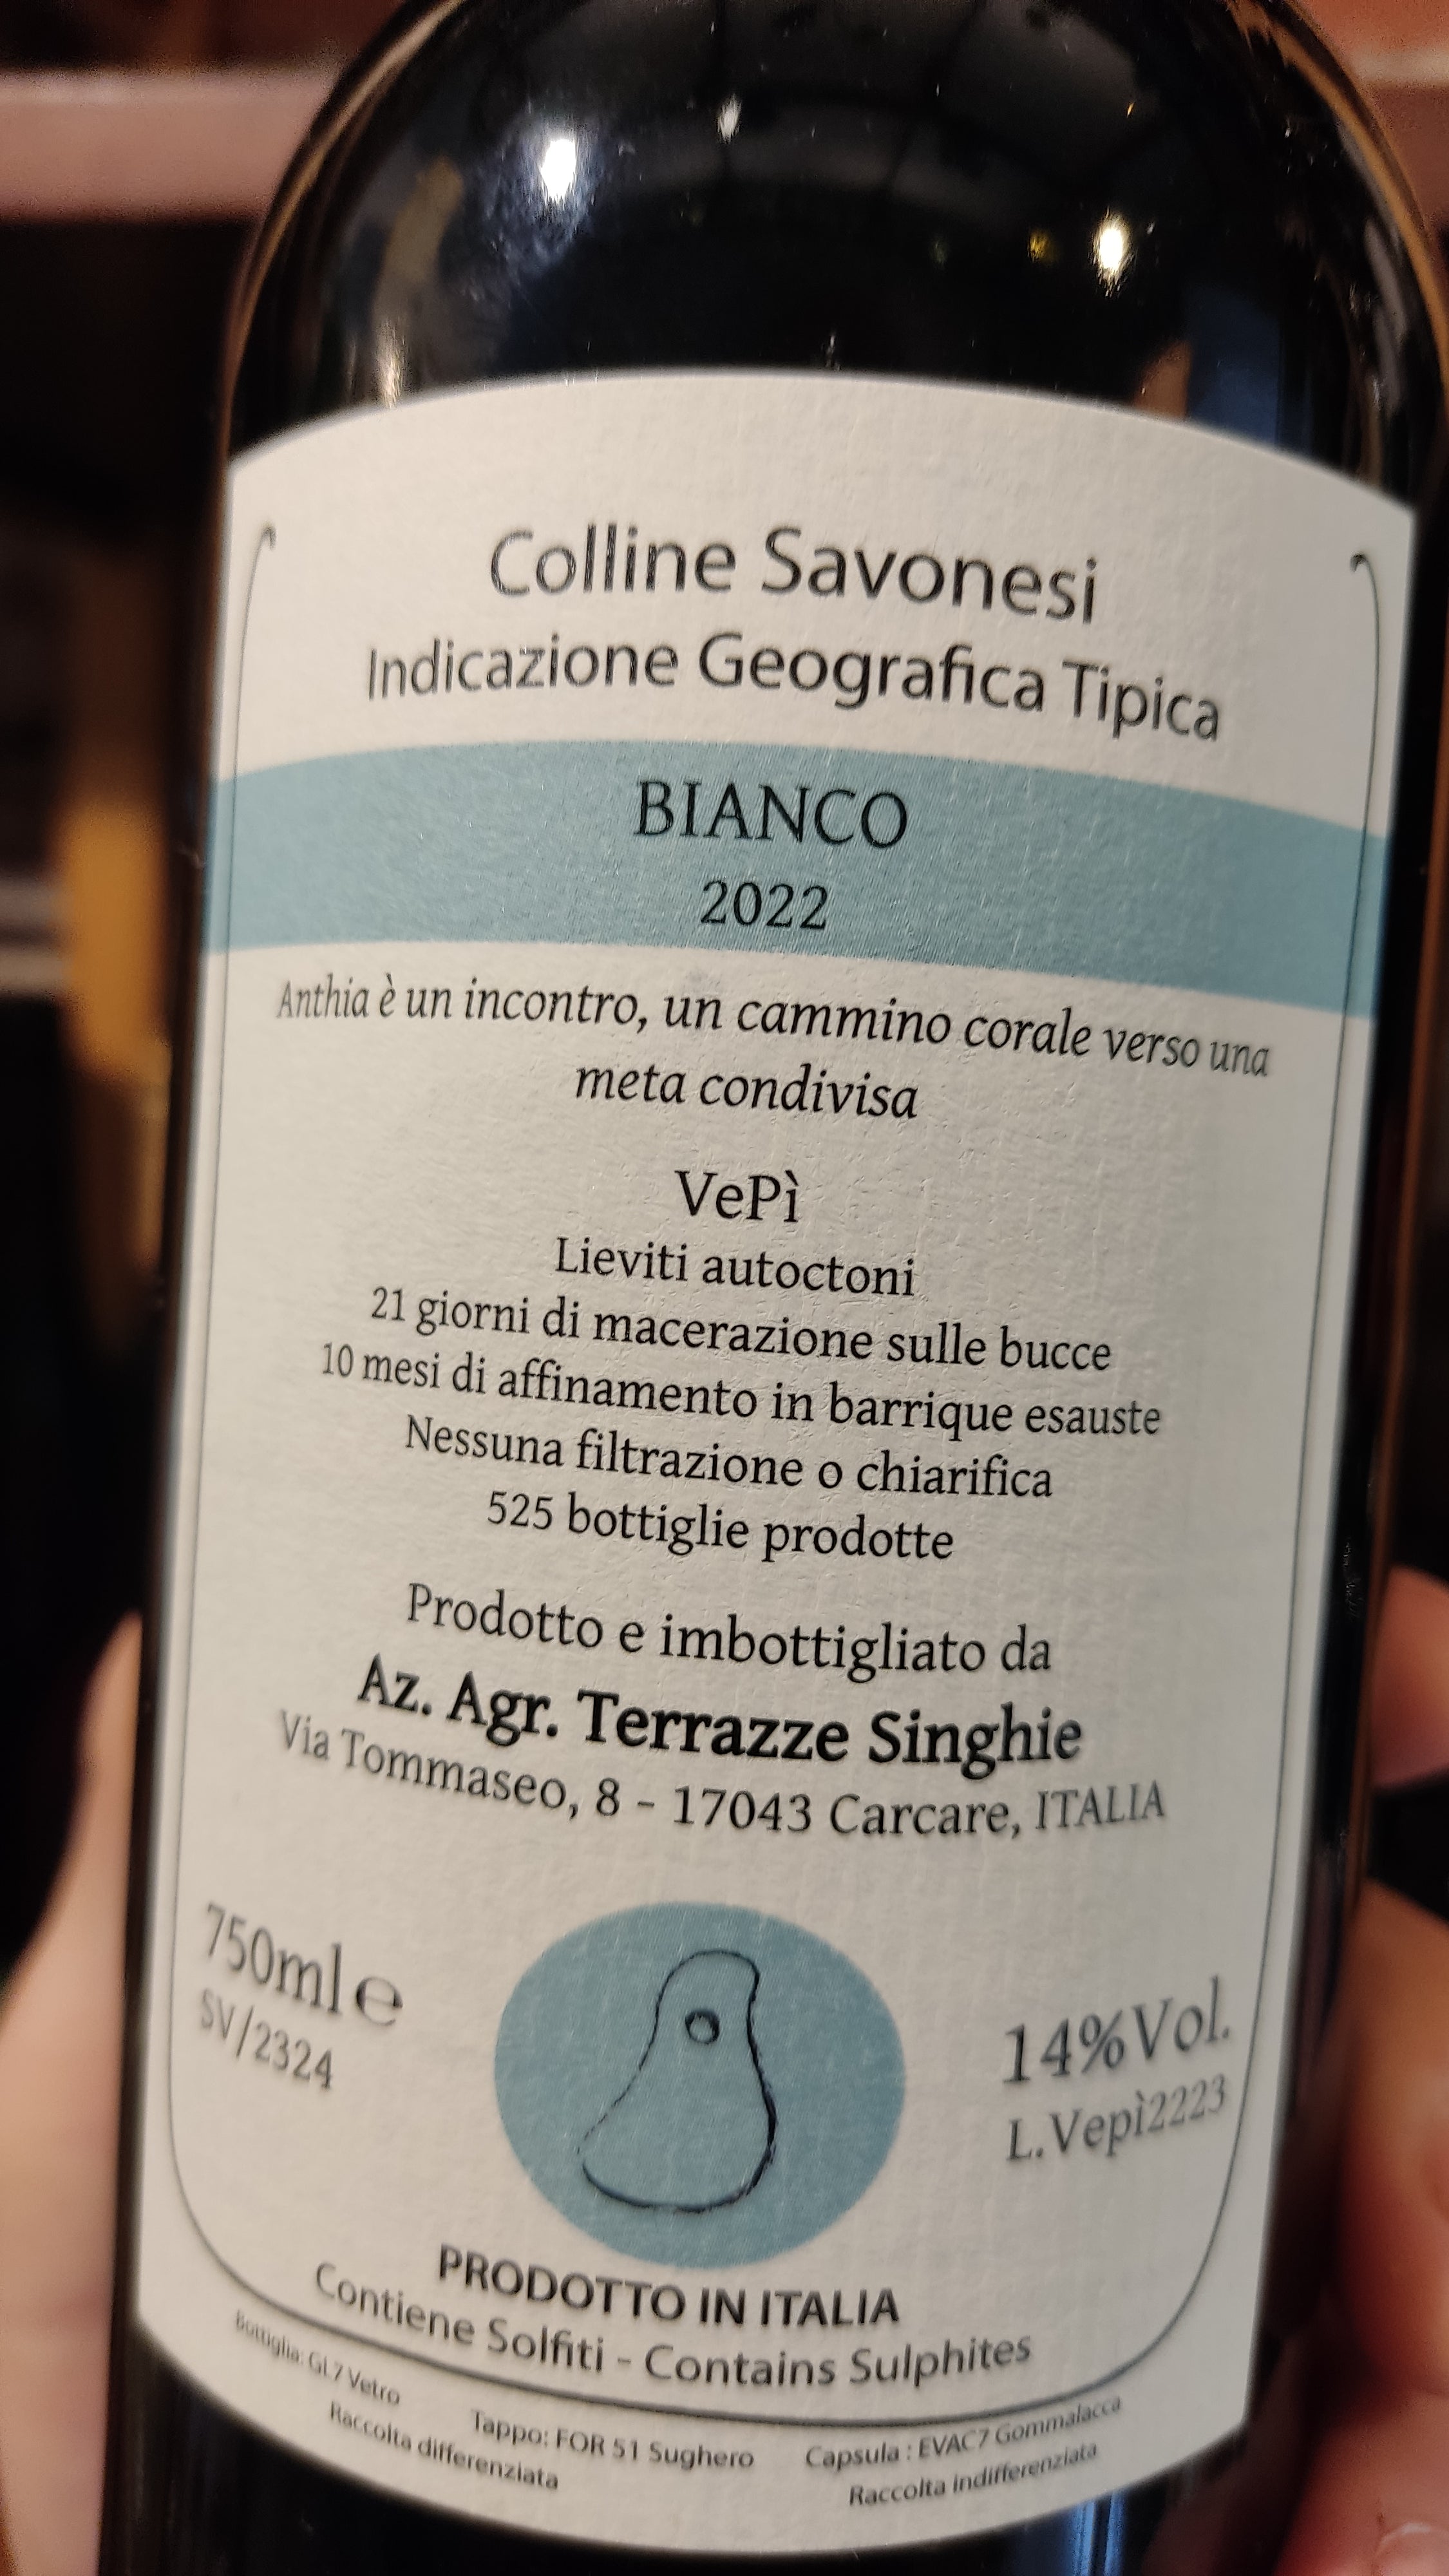 Colline Savonesi
Indicazione Geografica Tipica
BIANCO
2022
Anthia è un incontro, un cammino corale verso una
meta condivisa
VePì
Lieviti autoctoni
21 giorni di macerazione sulle bucce
10 mesi di affinamento in barrique esauste
Nessuna filtrazione o chiarifica
525 bottiglie prodotte
Prodotto e imbottigliato da
Az. Agr. Terrazze Singhie
Via Tommaseo, 8 - 17043 Carcare, ITALIA
750ml ℮
SV/2324
14%Vol.
L.Vepì2223
PRODOTTO IN ITALIA
Contiene Solfiti - Contains Sulphites
Bottiglia: GL7 Vetro
Tappo: FOR 51 Sughero
Capsula : EVAC7 Gommalacca
Raccolta differenziata
Raccolta indifferenziata